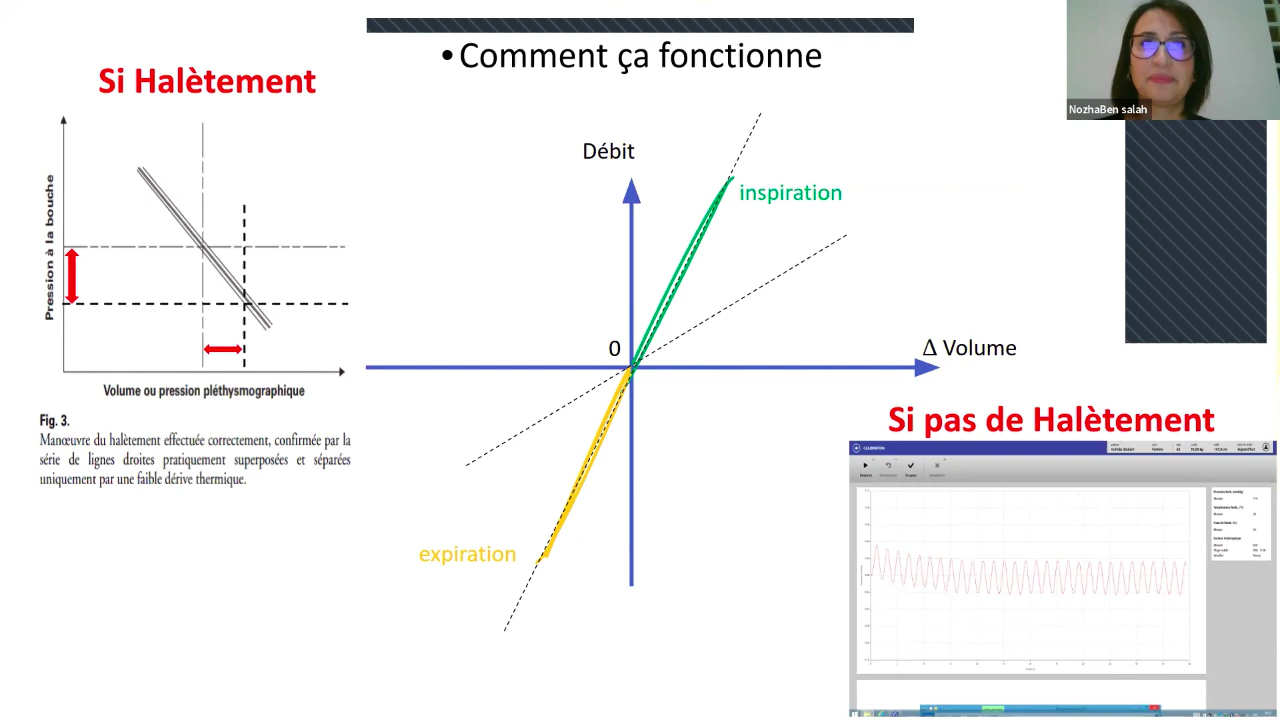 • Comment ça fonctionne
NozhaBen salah
Si Halètement
Pression à la bouche
Volume ou pression pléthysmographique
Fig. 3.
Manœuvre du halètement effectuée correctement, confirmée par la
série de lignes droites pratiquement superposées et séparées
uniquement par une faible dérive thermique.
Débit
inspiration
0
Δ Volume
expiration
Si pas de Halètement
CALIBRATION